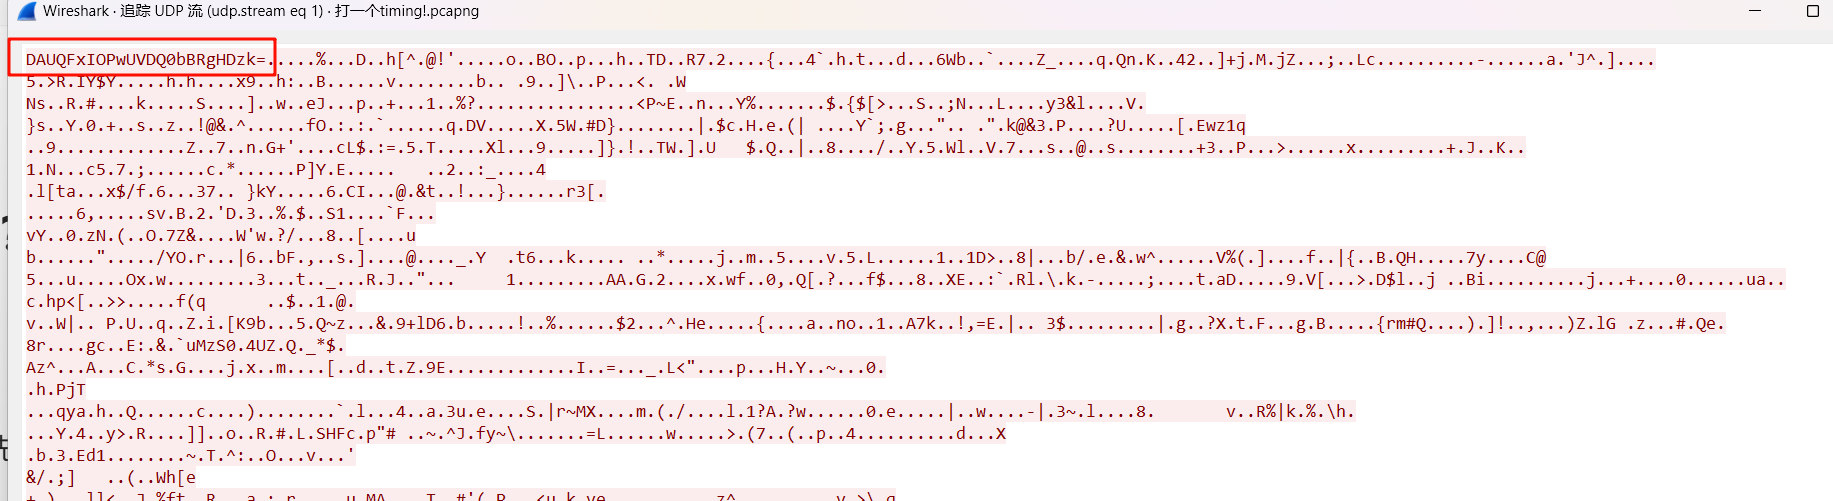 Wireshark · 追踪 UDP 流 (udp.stream eq 1) · 打一个timing!.pcapng
DAUQFxIOPwUVDQ0bBRgHDzk=.....%...D..h[^.@!'.....o..BO..p...h..TD..R7.2....{...4`.h.t...d...6Wb..`....Z_....q.Qn.K..42..]+j.M.jZ...;..Lc..........-......a.'J^.]....
5.>R.IY$Y.....h.h....x9..h:..B......v........b.. .9..]\..P...<. .W
Ns..R.#....k.....S....]..w..eJ...p..+...1..%?................<P~E..n...Y%.......$.{$[>...S..;N...L....y3&l....V.
}s..Y.0.+..s..z..!@&.^......fO.:.:.`......q.DV.....X.5W.#D}........|.$c.H.e.(| ....Y`;.g...".. .".k@&3.P....?U.....[.Ewz1q
..9.............Z..7..n.G+'....cL$.:=.5.T.....Xl...9.....]}.!..TW.].U $.Q..|..8..../..Y.5.Wl..V.7...s..@..s........+3..P...>......x.........+.J..K..
1.N...c5.7.;......c.*......P]Y.E..... ..2..:_....4
.l[ta...x$/f.6...37.. }kY.....6.CI...@.&t..!...}......r3[.
.....6,.....sv.B.2.'D.3..%.$..S1....`F...
vY..0.zN.(..O.7Z&....W'w.?/...8..[....u
b......"...../YO.r...|6..bF.,..s.]....@...._.Y .t6...k..... ..*.....j..m..5....v.5.L......1..1D>..8|...b/.e.&.w^......V%(.]....f..|{..B.QH....7y....C@
5...u.....Ox.w.........3...t.._...R.J.."... 1.........AA.G.2....x.wf..0,.Q[.?...f$...8..XE..:`.Rl.\.k.-.....;....t.aD.....9.V[...>.D$l..j ..Bi..........j...+....0......ua..
c.hp<[..>>.....f(q ..$..1.@.
v..W|.. P.U..q..Z.i.[K9b...5.Q~z...&.9+lD6.b.....!..%......$2...^.He.....{....a..no..1..A7k..!,=E.|.. 3$.........|.g..?X.t.F...g.B.....{rm#Q....).]!..,...)Z.lG .z...#.Qe.
8r....gc..E:.&.`uMzS0.4UZ.Q._*$.
Az^...A...C.*s.G....j.x..m....[..d..t.Z.9E.............I..=..._.L<"....p...H.Y..~...0.
.h.PjT
...qya.h..Q......c....)........`.l...4..a.3u.e....S.|r~MX....m.(./....l.1?A.?w......0.e.....|..w....-|.3~.l....8. v..R%|k.%.\h.
...Y.4..y>.R....]]..o..R.#.L.SHFc.p"# ..~.^J.fy~\.......=L......w.....>.(7..(..p..4..........d...X
.b.3.Ed1........~.T.^:..O...v...'
&/.;] ..(..Wh[e